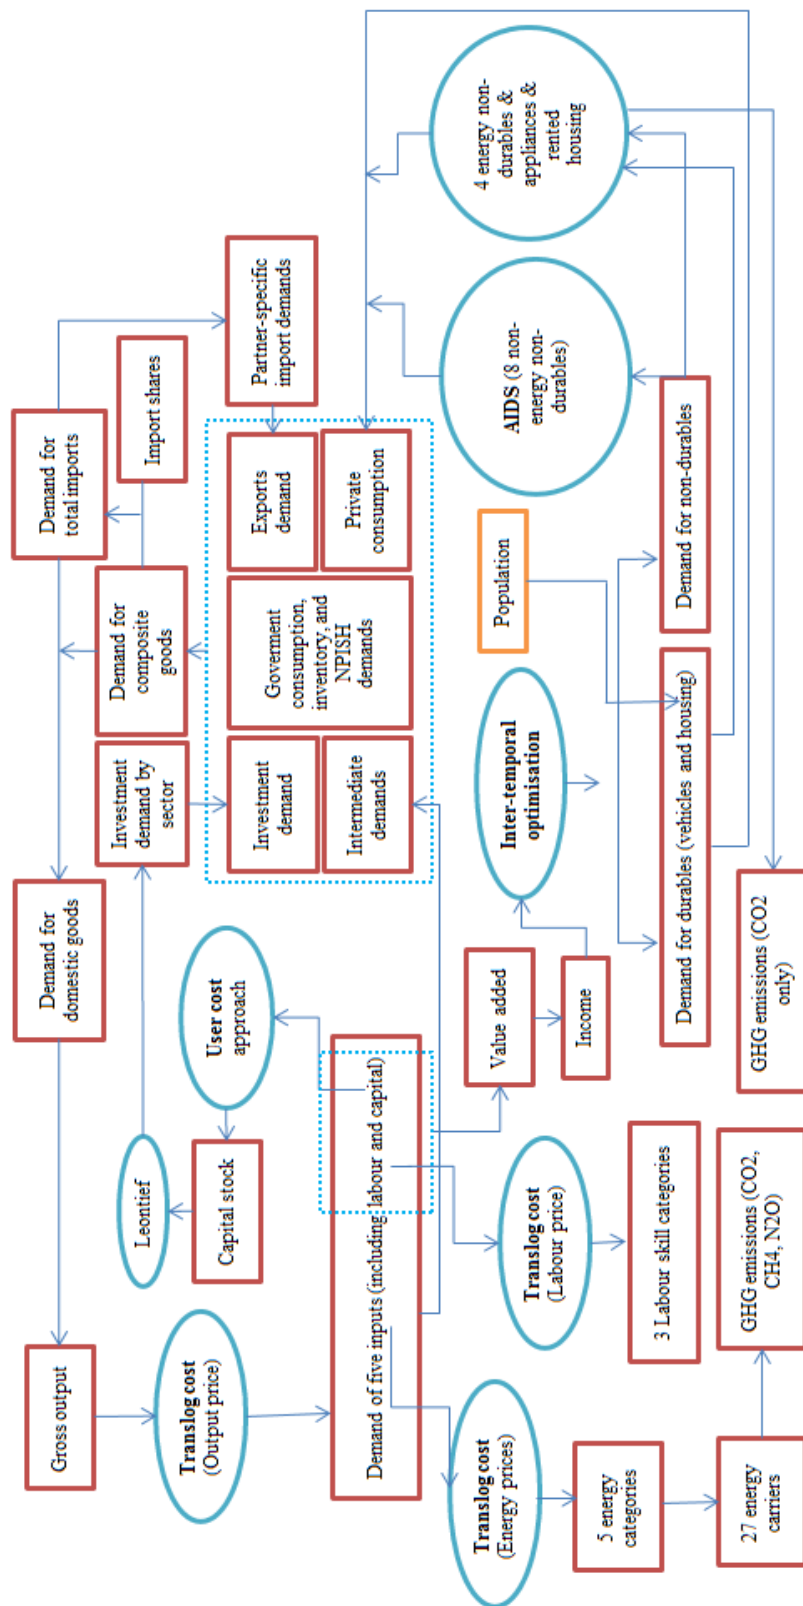 Gross output
Demand for
domestic goods
Demand for
total imports
Leontief
Investment
demand by
sector
Demand for
composite
goods
Import shares
Translog cost
(Output price)
Capital stock
User cost
approach
Investment
demand
Goverment
consumption,
inventory, and
NPISH
demands
Exports
demand
Partner-specific
import demands
Intermediate
demands
Private
consumption
Demand of five inputs (including labour and capital)
Translog cost
(Energy prices)
Translog cost
(Labour price)
Value added
Income
Inter-temporal
optimisation
Population
AIDS (8 non-
energy non-
durables)
4 energy non-
durables &
appliances &
rented
housing
5 energy
categories
3 Labour skill categories
Demand for durables (vehicles and housing)
Demand for non-durables
27 energy
carriers
GHG emissions (CO2,
CH4, N2O)
GHG emissions (CO2
only)